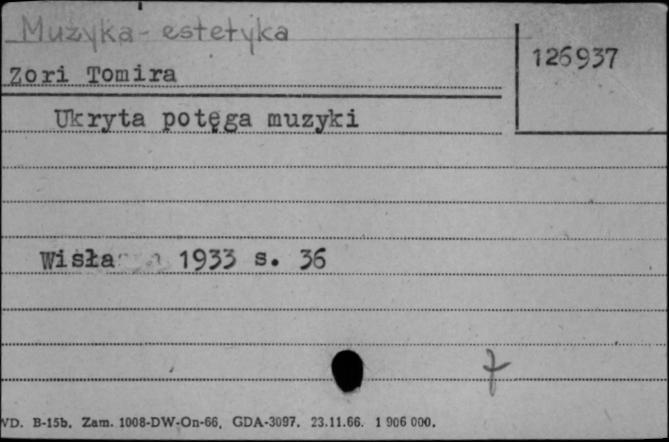 Muzyka - estetyka
126937
Zori Tomira
Ukryta potęga muzyki
Wisła 1933 s. 36
WD. B-15b. Zam. 1008-DW-On-66, GDA-3097. 23.11.66. 1 906 000.